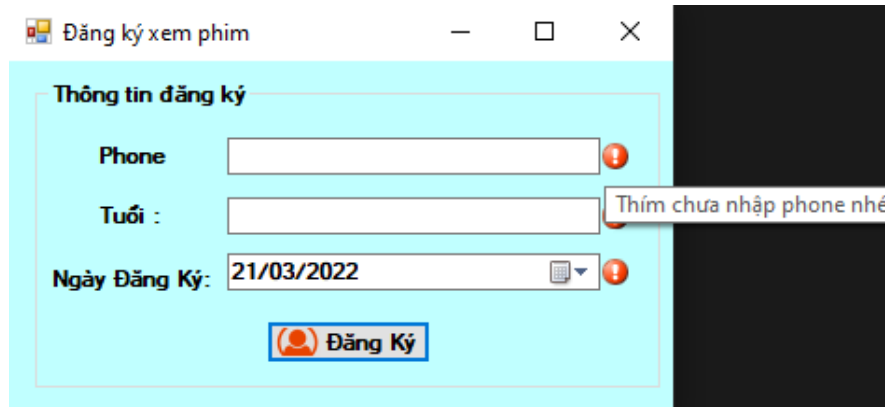 Đăng ký xem phim
Thông tin đăng ký
Phone
Thím chưa nhập phone nhé
Tuổi :
Ngày Đăng Ký: 21/03/2022
Đăng Ký